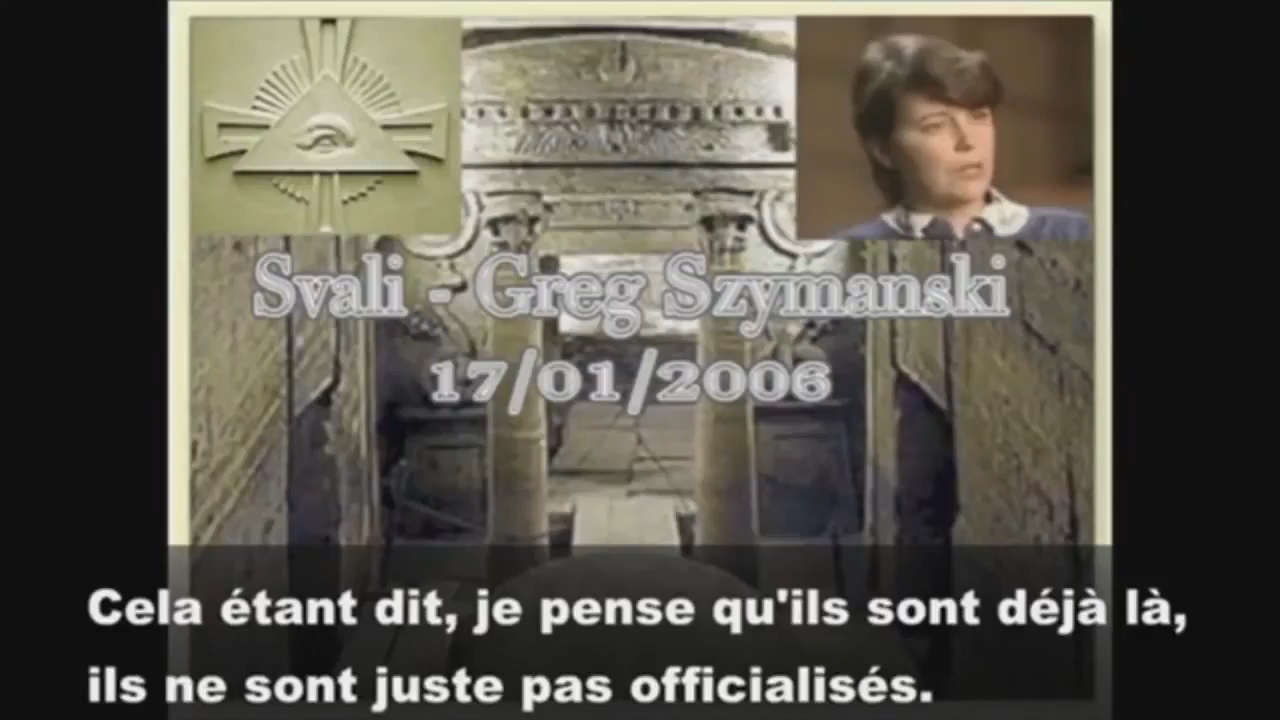 Svali - Greg Szymanski
17/01/2006
Cela étant dit, je pense qu'ils sont déjà là,
ils ne sont juste pas officialisés.